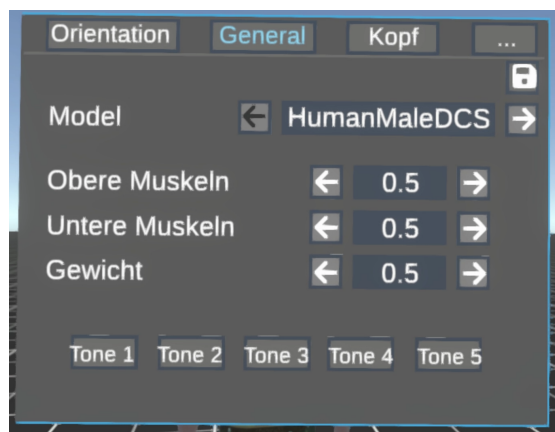 Orientation General Kopf ...
Model HumanMaleDCS
Obere Muskeln 0.5
Untere Muskeln 0.5
Gewicht 0.5
Tone 1 Tone 2 Tone 3 Tone 4 Tone 5